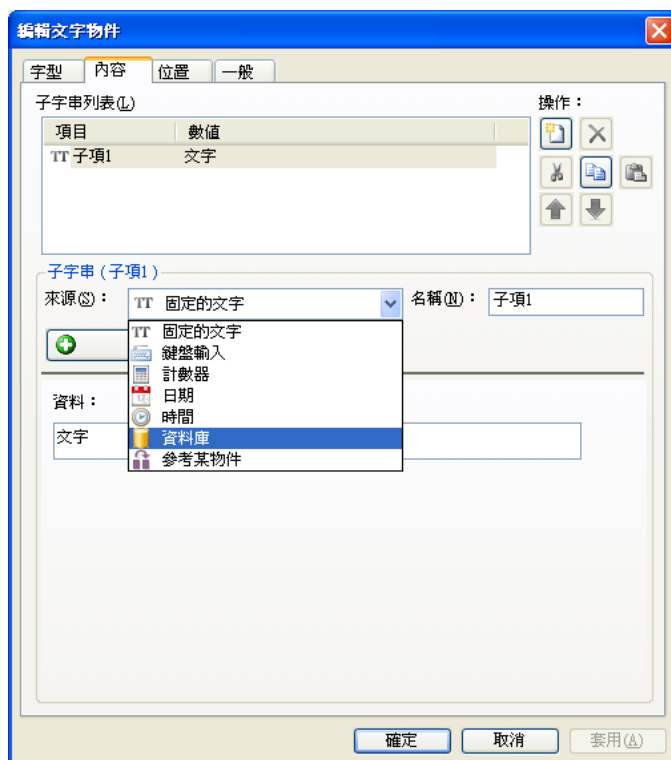 編輯文字物件
字型 內容 位置 一般
子字串列表(L) 操作：
項目 數值
TT 子項1 文字
子字串 (子項1)
來源(S)： TT 固定的文字 名稱(N)： 子項1
TT 固定的文字
鍵盤輸入
計數器
12 日期
時間
資料庫
參考某物件
資料：
文字
確定 取消 套用(A)